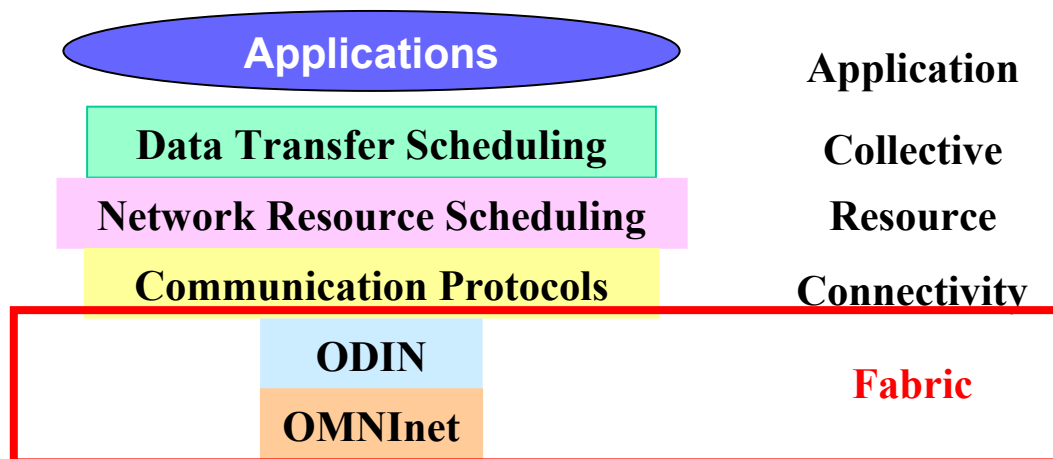 Applications
Application
Data Transfer Scheduling
Collective
Network Resource Scheduling
Resource
Communication Protocols
Connectivity
ODIN
Fabric
OMNInet